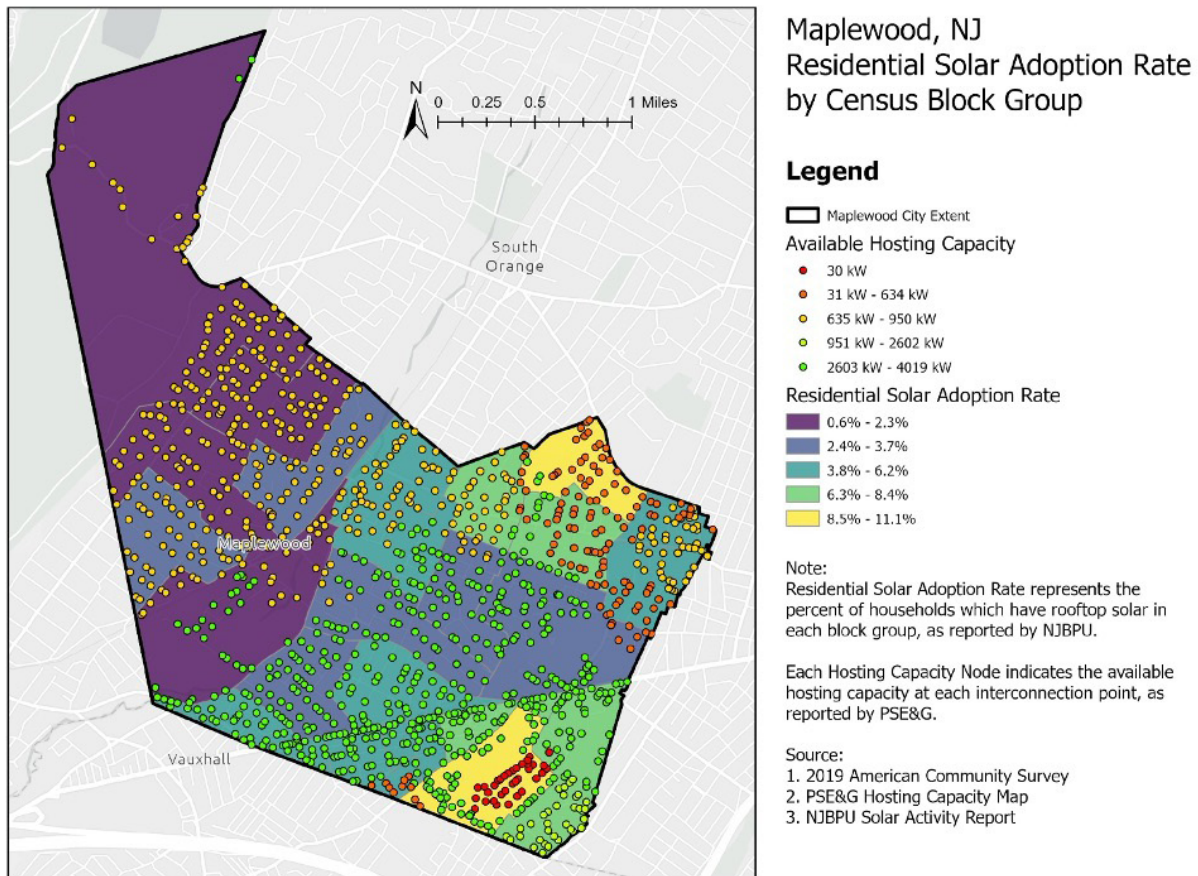 Maplewood, NJ
Residential Solar Adoption Rate
by Census Block Group
N
0 0.25 0.5 1 Miles
South
Orange
Maplewood
Vauxhall
Legend
Maplewood City Extent
Available Hosting Capacity
30 kW
31 kW - 634 kW
635 kW - 950 kW
951 kW - 2602 kW
2603 kW - 4019 kW
Residential Solar Adoption Rate
0.6% - 2.3%
2.4% - 3.7%
3.8% - 6.2%
6.3% - 8.4%
8.5% - 11.1%
Note:
Residential Solar Adoption Rate represents the
percent of households which have rooftop solar in
each block group, as reported by NJBPU.
Each Hosting Capacity Node indicates the available
hosting capacity at each interconnection point, as
reported by PSE&G.
Source:
1. 2019 American Community Survey
2. PSE&G Hosting Capacity Map
3. NJBPU Solar Activity Report